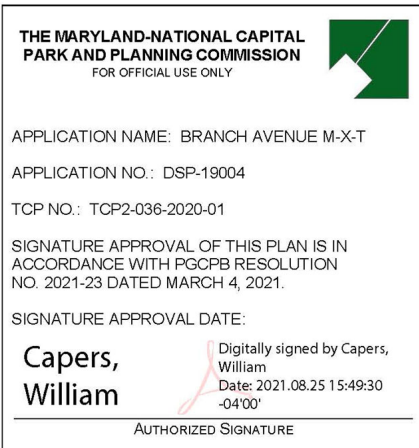 THE MARYLAND-NATIONAL CAPITAL
PARK AND PLANNING COMMISSION
FOR OFFICIAL USE ONLY
APPLICATION NAME: BRANCH AVENUE M-X-T
APPLICATION NO.: DSP-19004
TCP NO.: TCP2-036-2020-01
SIGNATURE APPROVAL OF THIS PLAN IS IN
ACCORDANCE WITH PGCPB RESOLUTION
NO. 2021-23 DATED MARCH 4, 2021.
SIGNATURE APPROVAL DATE:
Capers,
William
Digitally signed by Capers,
William
Date: 2021.08.25 15:49:30
-04'00'
AUTHORIZED SIGNATURE